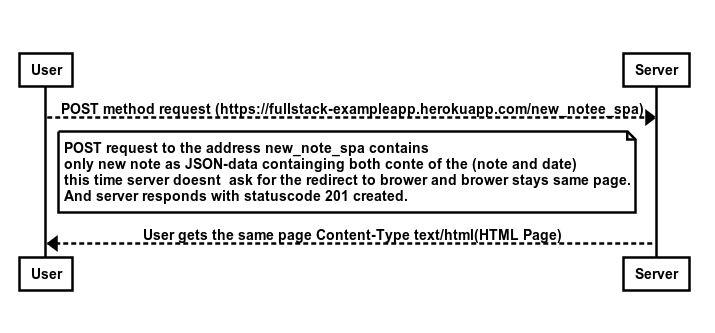 User
Server
POST method request (https://fullstack-exampleapp.herokuapp.com/new_notee_spa)
POST request to the address new_note_spa contains
only new note as JSON-data containging both conte of the (note and date)
this time server doesnt  ask for the redirect to brower and brower stays same page.
And server responds with statuscode 201 created.
User gets the same page Content-Type text/html(HTML Page)
User
Server